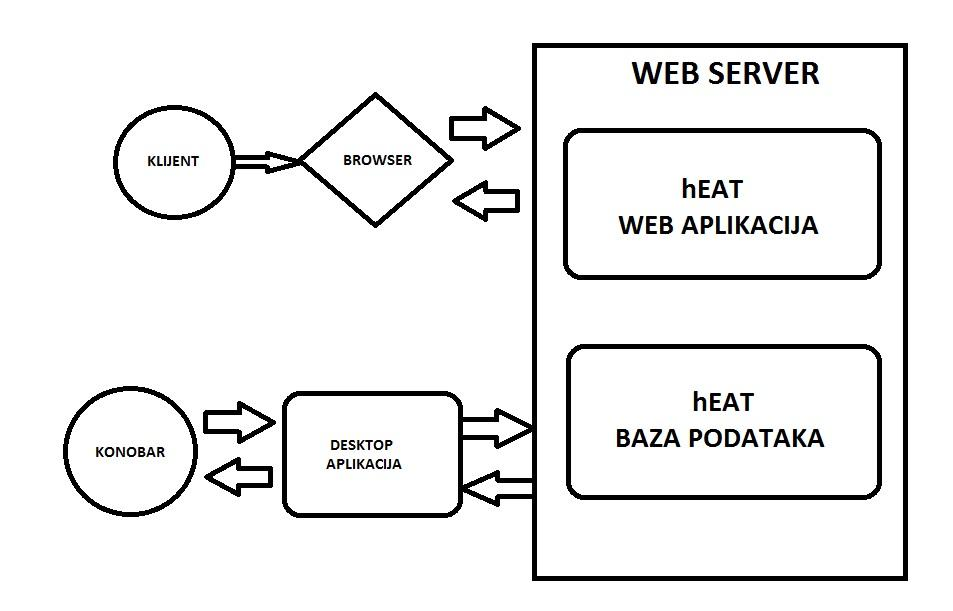 WEB SERVER
KLIJENT
BROWSER
hEAT
WEB APLIKACIJA
KONOBAR
DESKTOP
APLIKACIJA
hEAT
BAZA PODATAKA